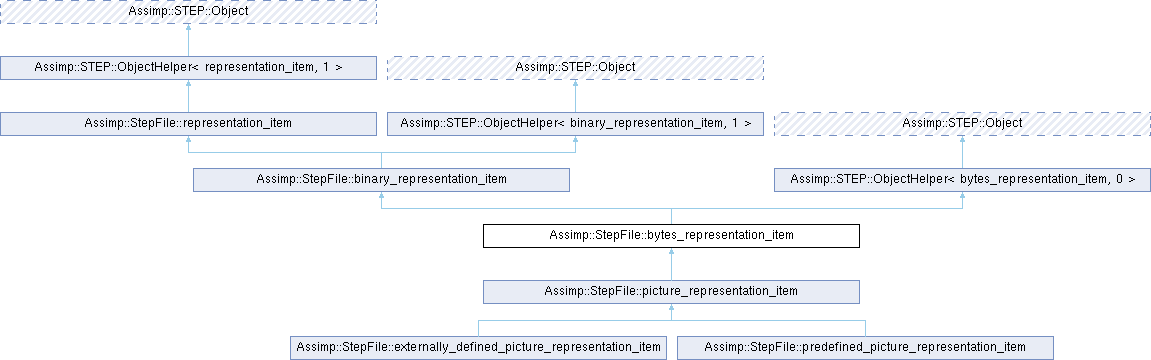 Assimp::STEP::Object
Assimp::STEP::ObjectHelper< representation_item, 1 >
Assimp::STEP::Object
Assimp::StepFile::representation_item
Assimp::STEP::ObjectHelper< binary_representation_item, 1 >
Assimp::STEP::Object
Assimp::StepFile::binary_representation_item
Assimp::STEP::ObjectHelper< bytes_representation_item, 0 >
Assimp::StepFile::bytes_representation_item
Assimp::StepFile::picture_representation_item
Assimp::StepFile::externally_defined_picture_representation_item
Assimp::StepFile::predefined_picture_representation_item